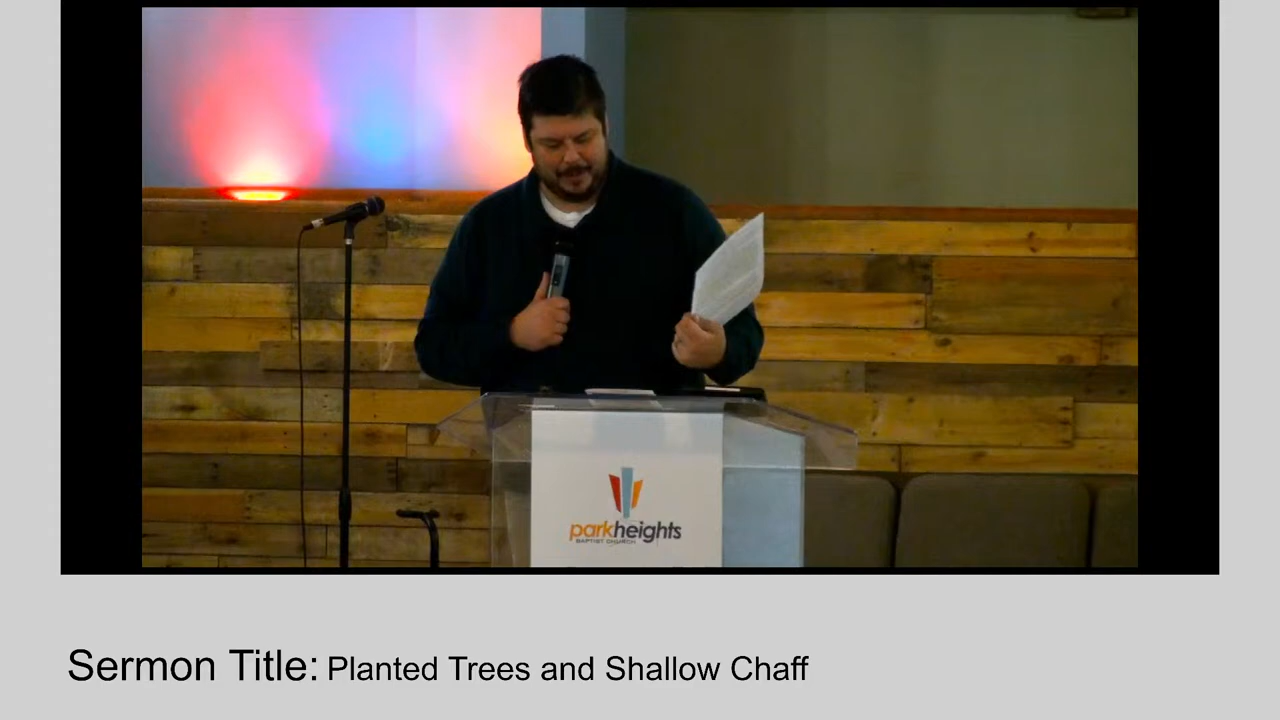 parkheights
BAPTIST CHURCH
Sermon Title: Planted Trees and Shallow Chaff